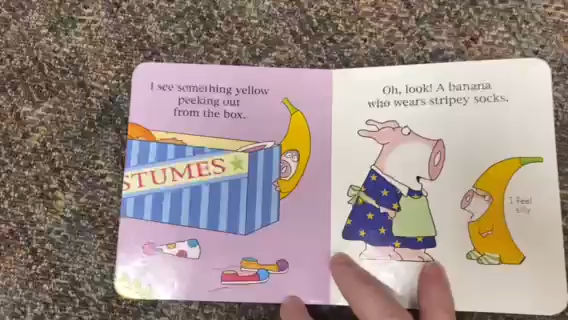 I see something yellow
peeking out
from the box.
STUMES
Oh, look! A banana
who wears stripey socks.
I feel
silly